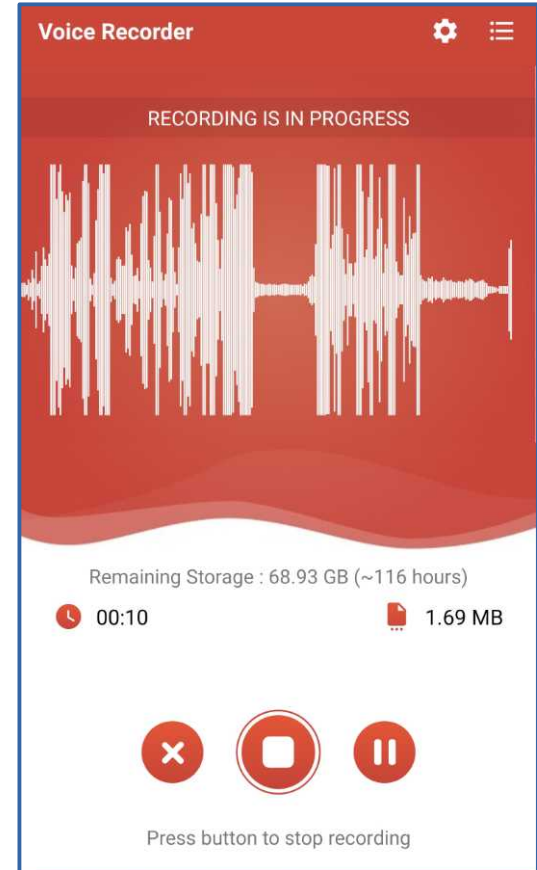 Voice Recorder
RECORDING IS IN PROGRESS
Remaining Storage : 68.93 GB (~116 hours)
00:10 1.69 MB
Press button to stop recording